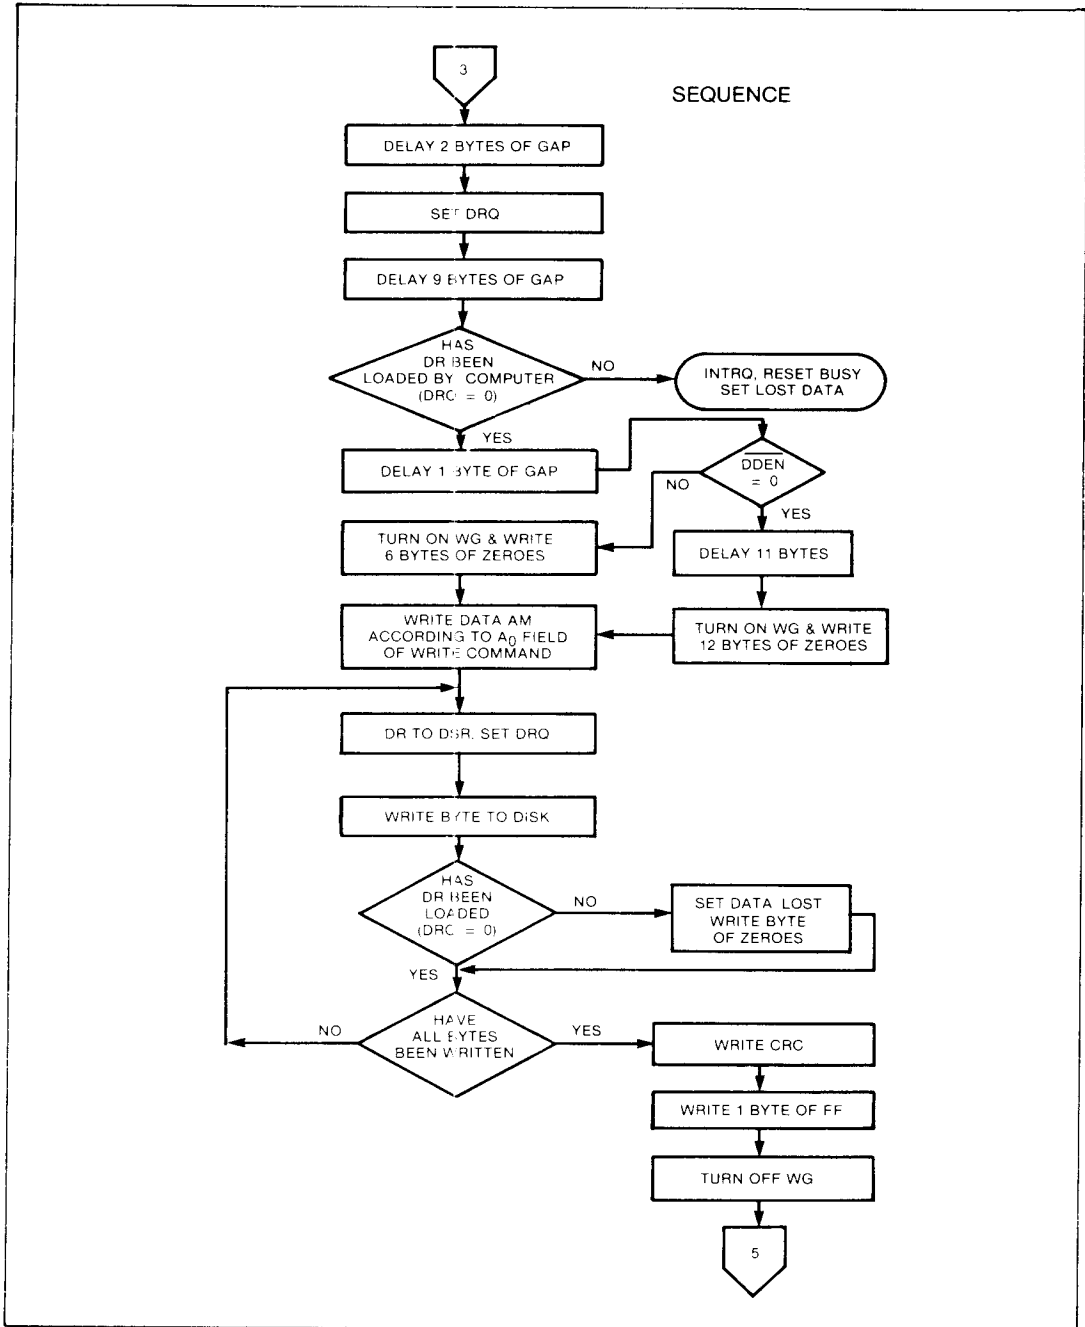 3
SEQUENCE
DELAY 2 BYTES OF GAP
SET DRQ
DELAY 9 BYTES OF GAP
HAS
DR BEEN
LOADED BY COMPUTER
(DRQ = 0)
NO
INTRQ, RESET BUSY
SET LOST DATA
YES
DELAY 1 BYTE OF GAP
DDEN
= 0
NO
YES
TURN ON WG & WRITE
6 BYTES OF ZEROES
DELAY 11 BYTES
WRITE DATA AM
ACCORDING TO A0 FIELD
OF WRITE COMMAND
TURN ON WG & WRITE
12 BYTES OF ZEROES
DR TO DSR, SET DRQ
WRITE BYTE TO DISK
HAS
DR BEEN
LOADED
(DRQ = 0)
NO
SET DATA LOST
WRITE BYTE
OF ZEROES
YES
HAVE
ALL BYTES
BEEN WRITTEN
NO
YES
WRITE CRC
WRITE 1 BYTE OF FF
TURN OFF WG
5